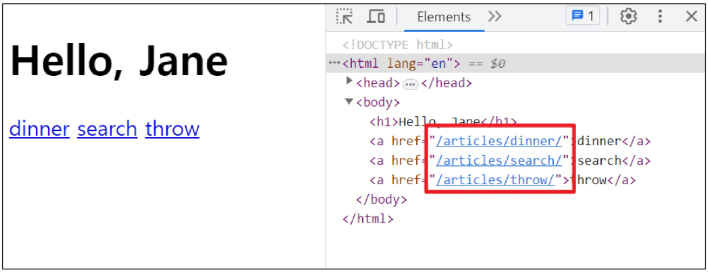 Hello, Jane
dinner search throw
Elements
1
<!DOCTYPE html>
<html lang="en"> == $0
<head> </head>
<body>
<h1>Hello, Jane</h1>
<a href="/articles/dinner/">dinner</a>
<a href="/articles/search/">search</a>
<a href="/articles/throw/">throw</a>
</body>
</html>